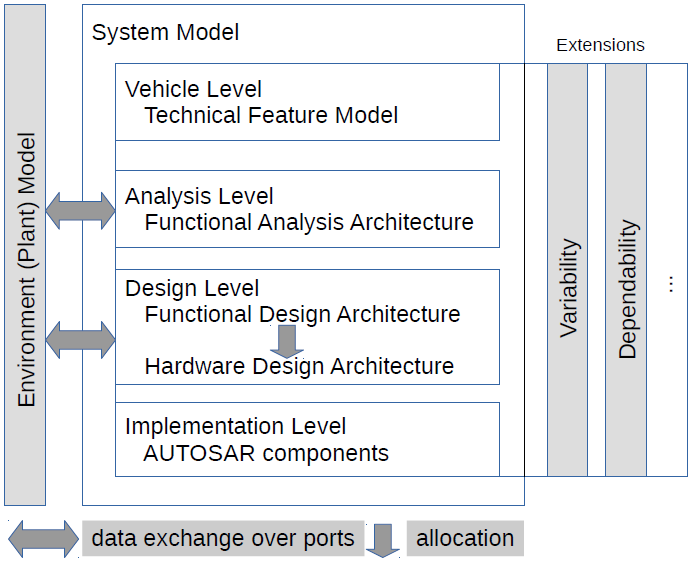 System Model
Extensions
Environment (Plant) Model
Vehicle Level
Technical Feature Model
Analysis Level
Functional Analysis Architecture
Design Level
Functional Design Architecture
Hardware Design Architecture
Implementation Level
AUTOSAR components
Variability
Dependability
...
data exchange over ports
allocation